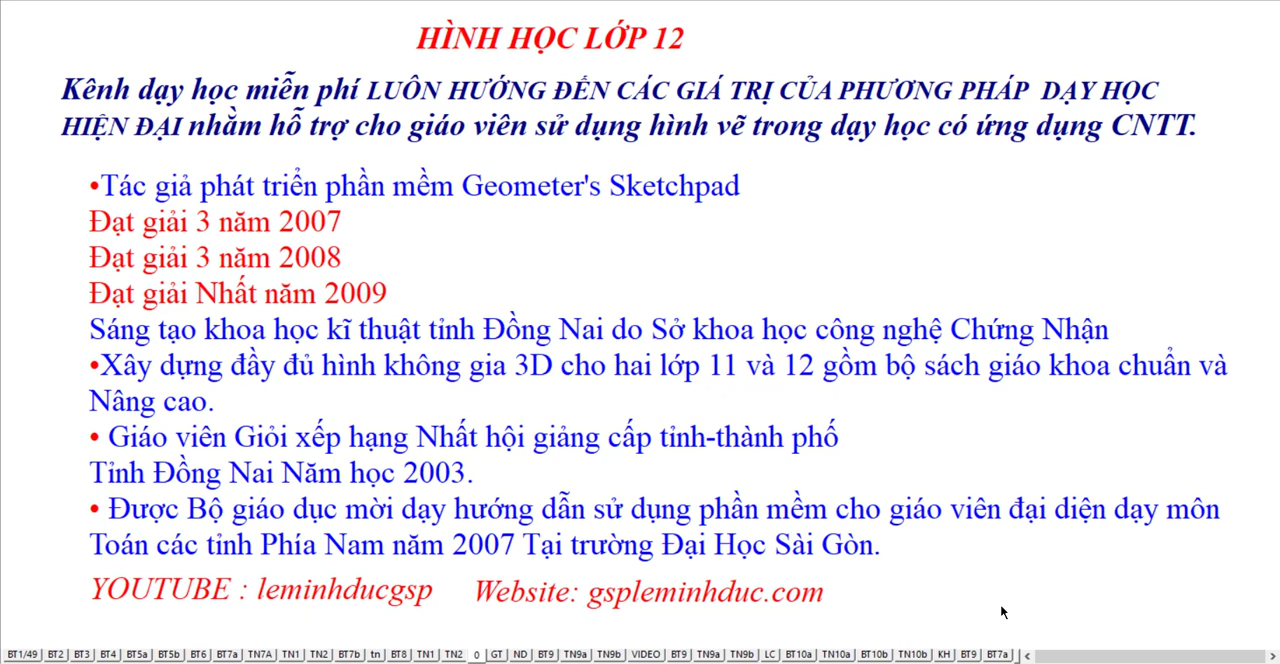 HÌNH HỌC LỚP 12
Kênh dạy học miễn phí LUÔN HƯỚNG ĐẾN CÁC GIÁ TRỊ CỦA PHƯƠNG PHÁP DẠY HỌC
HIỆN ĐẠI nhằm hỗ trợ cho giáo viên sử dụng hình vẽ trong dạy học có ứng dụng CNTT.
•Tác giả phát triển phần mềm Geometer's Sketchpad
Đạt giải 3 năm 2007
Đạt giải 3 năm 2008
Đạt giải Nhất năm 2009
Sáng tạo khoa học kĩ thuật tỉnh Đồng Nai do Sở khoa học công nghệ Chứng Nhận
•Xây dựng đầy đủ hình không gia 3D cho hai lớp 11 và 12 gồm bộ sách giáo khoa chuẩn và
Nâng cao.
• Giáo viên Giỏi xếp hạng Nhất hội giảng cấp tỉnh-thành phố
Tỉnh Đồng Nai Năm học 2003.
• Được Bộ giáo dục mời dạy hướng dẫn sử dụng phần mềm cho giáo viên đại diện dạy môn
Toán các tỉnh Phía Nam năm 2007 Tại trường Đại Học Sài Gòn.
YOUTUBE : leminhducgsp Website: gspleminhduc.com
BT1/49 BT2 BT3 BT4 BT5a BT5b BT6 BT7a TN7A TN1 TN2 BT7b tn BT8 TN1 TN2 0 GT ND BT9 TN9a TN9b VIDEO BT9 TN9a TN9b LC BT10a TN10a BT10b TN10b KH BT9 BT7a